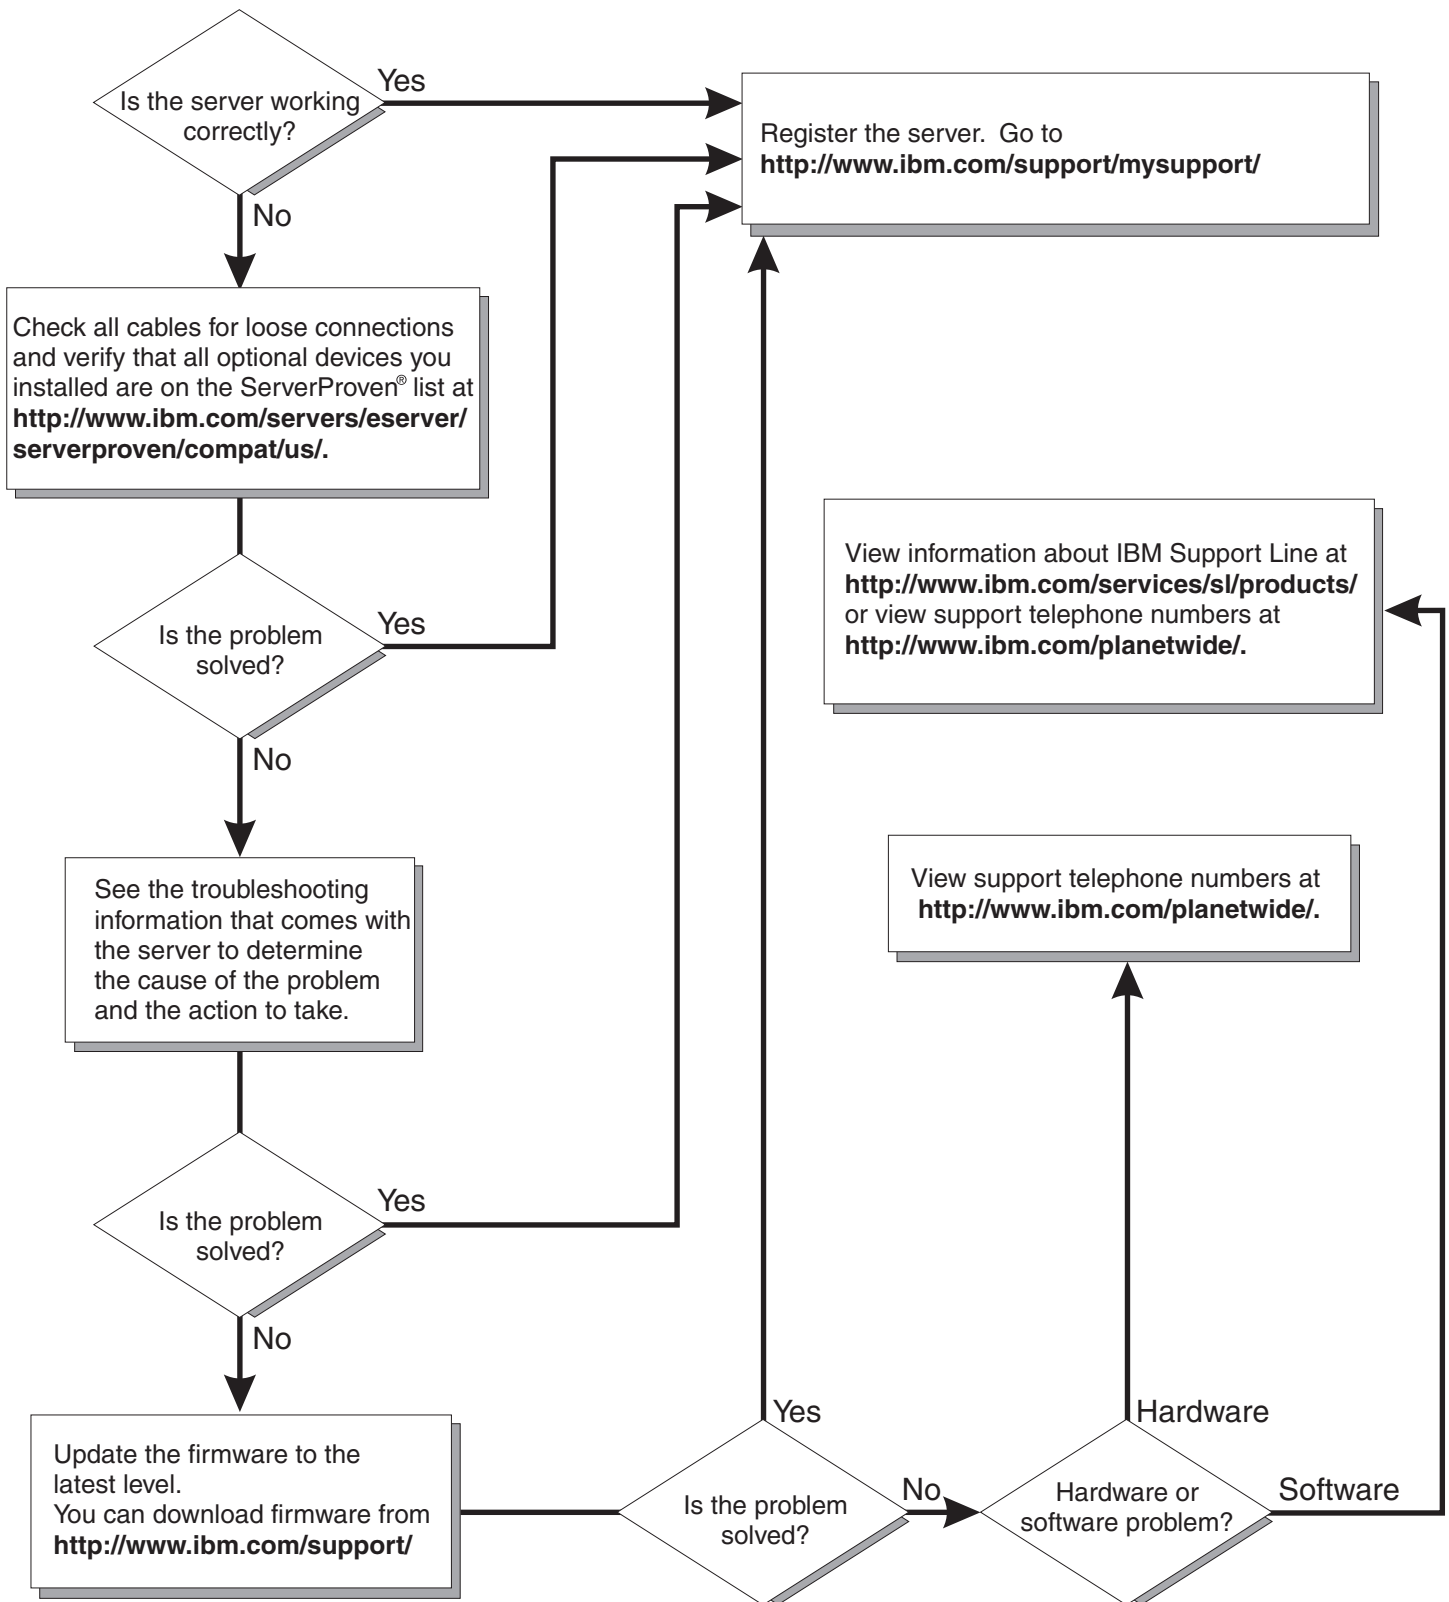 Is the server working
correctly?
Yes
Register the server.  Go to
http://www.ibm.com/support/mysupport/
No
Check all cables for loose connections
and verify that all optional devices you
installed are on the ServerProven® list at
http://www.ibm.com/servers/eserver/
serverproven/compat/us/.
Is the problem
solved?
Yes
No
View information about IBM Support Line at
http://www.ibm.com/services/sl/products/
or view support telephone numbers at
http://www.ibm.com/planetwide/.
See the troubleshooting
information that comes with
the server to determine
the cause of the problem
and the action to take.
View support telephone numbers at
http://www.ibm.com/planetwide/.
Is the problem
solved?
Yes
No
Update the firmware to the
latest level.
You can download firmware from
http://www.ibm.com/support/
Is the problem
solved?
Yes
No
Hardware or
software problem?
Hardware
Software